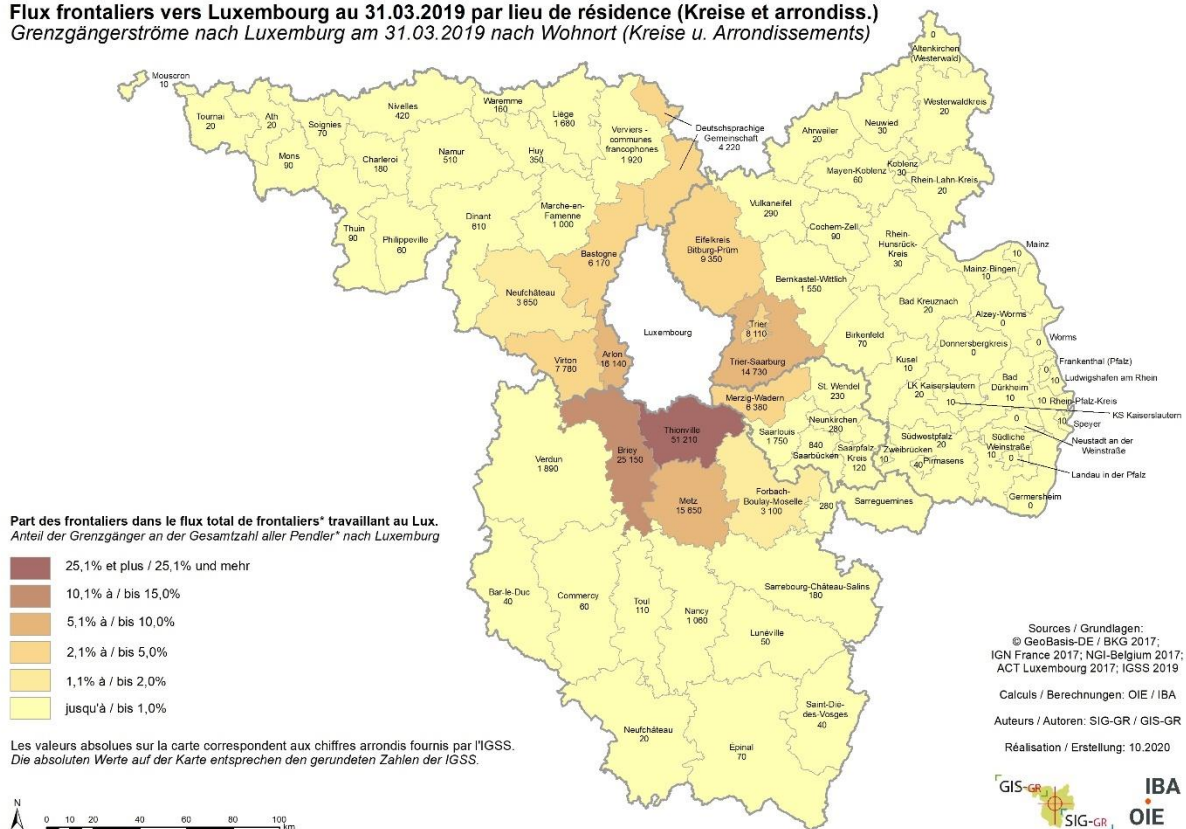 Flux frontaliers vers Luxembourg au 31.03.2019 par lieu de résidence (Kreise et arrondiss.)
Grenzgängerströme nach Luxemburg am 31.03.2019 nach Wohnort (Kreise u. Arrondissements)
Mouscron
10
Tournai
20
Ath
20
Soignies
70
Mons
90
Nivelles
420
Charleroi
180
Thuin
90
Philippeville
60
Namur
510
Waremme
160
Huy
350
Liège
1 680
Verviers -
communes
francophones
1 920
Deutschsprachige
Gemeinschaft
4 220
Dinant
610
Marche-en-
Famenne
1 000
Bastogne
6 170
Neufchâteau
3 650
Virton
7 780
Arlon
16 140
Luxembourg
0
Altenkirchen
(Westerwald)
Westerwaldkreis
20
Neuwied
30
Ahrweiler
20
Mayen-Koblenz
60
Koblenz
30
Rhein-Lahn-Kreis
20
Vulkaneifel
290
Cochem-Zell
90
Rhein-
Hunsrück-
Kreis
30
Eifelkreis
Bitburg-Prüm
9 350
Bernkastel-Wittlich
1 550
Mainz
10
Mainz-Bingen
10
Bad Kreuznach
20
Alzey-Worms
0
Worms
0
Trier
8 110
Trier-Saarburg
14 730
Birkenfeld
70
Donnersbergkreis
0
Frankenthal (Pfalz)
0
Ludwigshafen am Rhein
10
Kusel
10
LK Kaiserslautern
20
10
KS Kaiserslautern
Bad
Dürkheim
10
10 Rhein-Pfalz-Kreis
Speyer
10
0
Neustadt an der
Weinstraße
Merzig-Wadern
6 380
St. Wendel
230
Neunkirchen
280
Saarlouis
1 750
840
Saarbücken
Saarpfalz
Kreis
120
Südwestpfalz
20
Zweibrücken
10
40
Pirmasens
Südliche
Weinstraße
10
0
Landau in der Pfalz
Germersheim
0
Thionville
51 210
Briey
25 150
Verdun
1 890
Metz
15 850
Forbach-
Boulay-Moselle
3 100
280
Sarreguemines
Bar-le-Duc
40
Commercy
60
Toul
110
Nancy
1 060
Sarrebourg-Château-Salins
180
Lunéville
50
Neufchâteau
20
Épinal
70
Saint-Dié-
des-Vosges
40
Part des frontaliers dans le flux total de frontaliers* travaillant au Lux.
Anteil der Grenzgänger an der Gesamtzahl aller Pendler* nach Luxemburg
25,1% et plus / 25,1% und mehr
10,1% à / bis 15,0%
5,1% à / bis 10,0%
2,1% à / bis 5,0%
1,1% à / bis 2,0%
jusqu'à / bis 1,0%
Les valeurs absolues sur la carte correspondent aux chiffres arrondis fournis par l'IGSS.
Die absoluten Werte auf der Karte entsprechen den gerundeten Zahlen der IGSS.
N
0 20 40 60 80 100
km
Sources / Grundlagen:
© GeoBasis-DE / BKG 2017;
IGN France 2017; NGI-Belgium 2017;
ACT Luxembourg 2017; IGSS 2019
Calculs / Berechnungen: OIE / IBA
Auteurs / Autoren: SIG-GR / GIS-GR
Réalisation / Erstellung: 10.2020
GIS-GR
SIG-GR
IBA
OIE